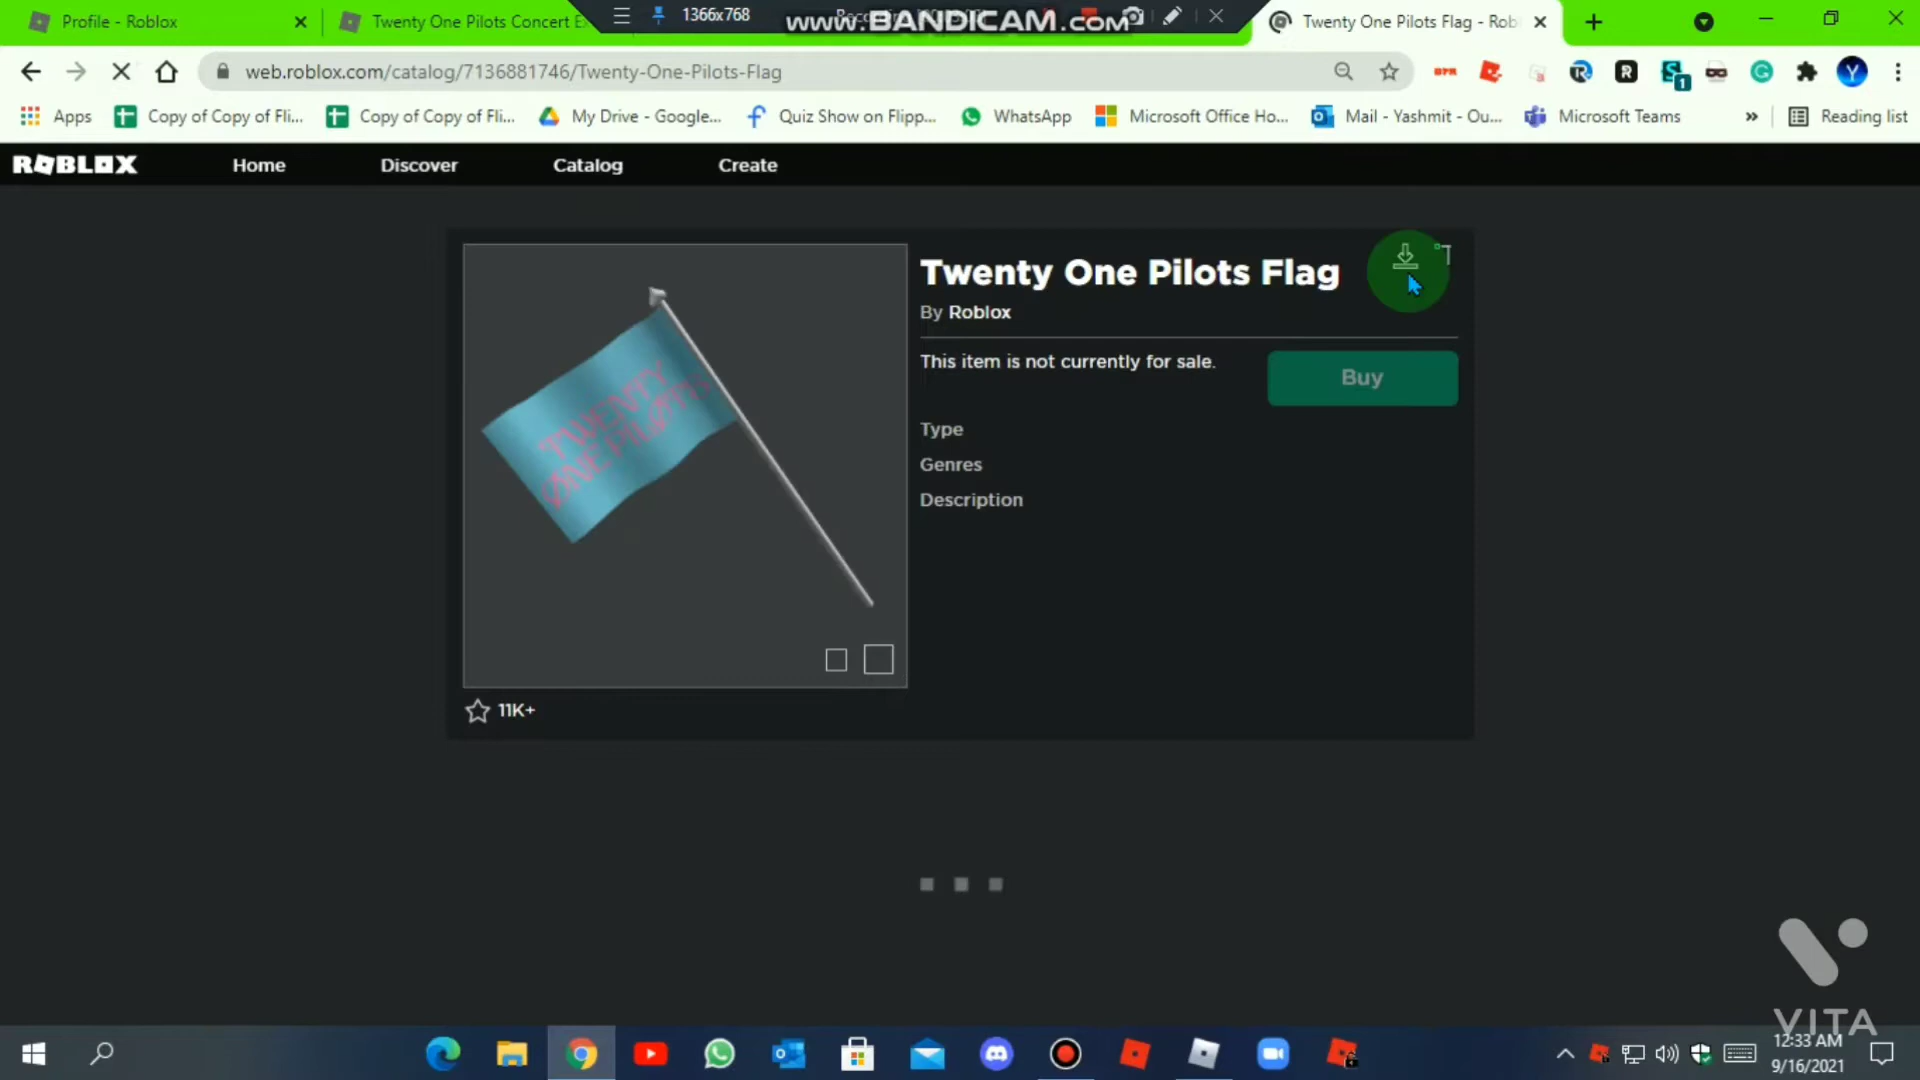 Profile - Roblox
Twenty One Pilots Concert E
1366x768
www.BANDICAM.com
Twenty One Pilots Flag - Rob
web.roblox.com/catalog/7136881746/Twenty-One-Pilots-Flag
Apps
Copy of Copy of Fli...
Copy of Copy of Fli...
My Drive - Google...
Quiz Show on Flipp...
WhatsApp
Microsoft Office Ho...
Mail - Yashmit - Ou...
Microsoft Teams
»
Reading list
ROBLOX
Home
Discover
Catalog
Create
Twenty One Pilots Flag
By Roblox
This item is not currently for sale.
Buy
Type
Genres
Description
TWENTY
ONE PILOTS
11K+
VITA
12:33 AM
9/16/2021